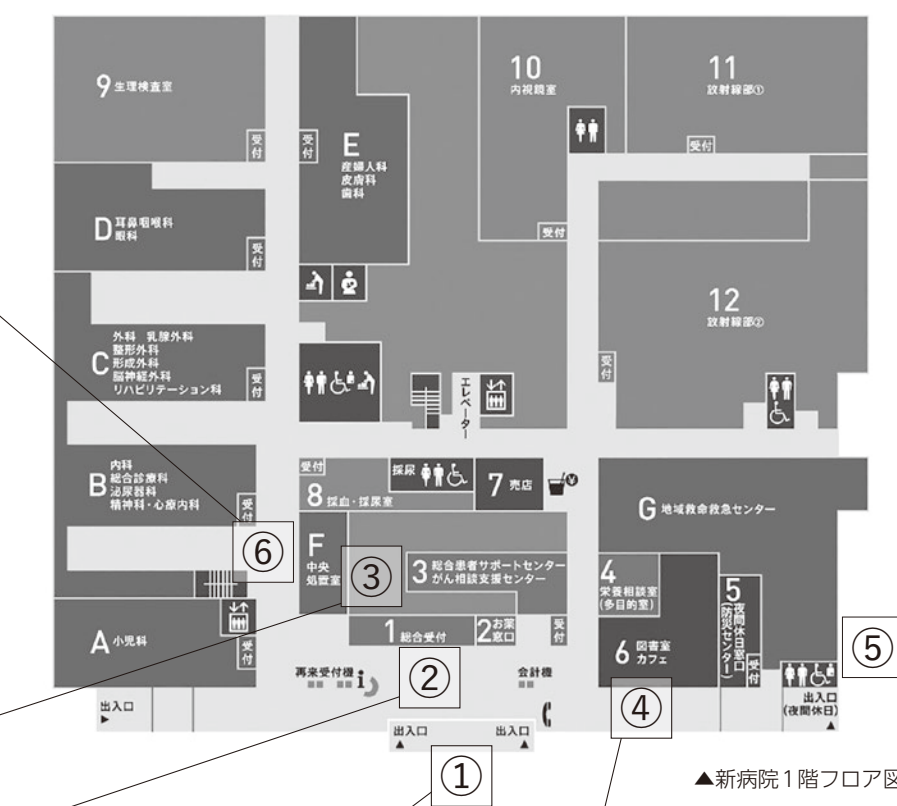 9 生理検査室
受付
受付
E
産婦人科
皮膚科
歯科
10
内視鏡室
受付
11
放射線部①
受付
D 耳鼻咽喉科
眼科
受付
12
放射線部②
受付
C
外科 乳腺外科
整形外科
形成外科
脳神経外科
リハビリテーション科
受付
エレベーター
B
内科
総合診療科
泌尿器科
精神科・心療内科
受付
受付
8 採血・採尿室
採尿
7 売店
G 地域救命救急センター
⑥
F
中央
処置室
③
3 総合患者サポートセンター
がん相談支援センター
4
栄養相談室
(多目的室)
5
夜間休日窓口
(防災センター)
受付
A 小児科
受付
1 総合受付
2 お薬
窓口
受付
6 図書室
カフェ
⑤
再来受付機
②
会計機
④
出入口
出入口
(夜間休日)
出入口
出入口
①
▲新病院1階フロア図